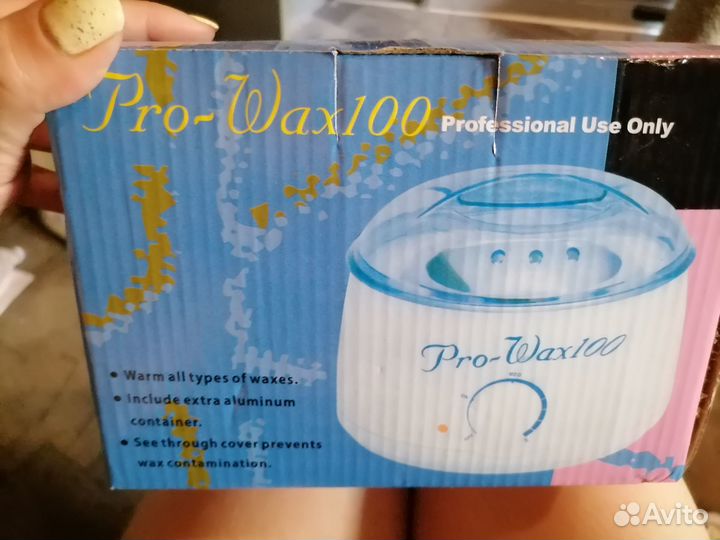 Pro-Wax100 Professional Use Only
Pro-Wax100
MED
• Warm all types of waxes.
• Include extra aluminum
container.
• See through cover prevents
wax contamination.
Avito